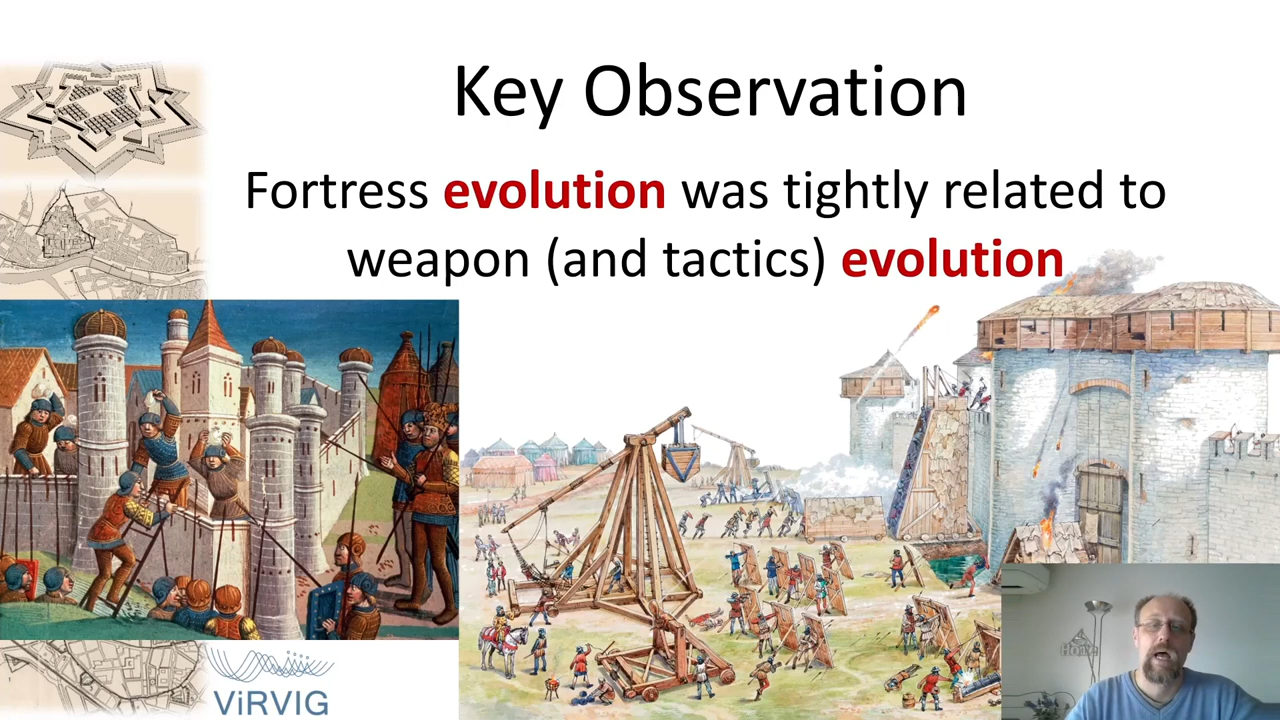 Key Observation
Fortress evolution was tightly related to
weapon (and tactics) evolution
ViRVIG